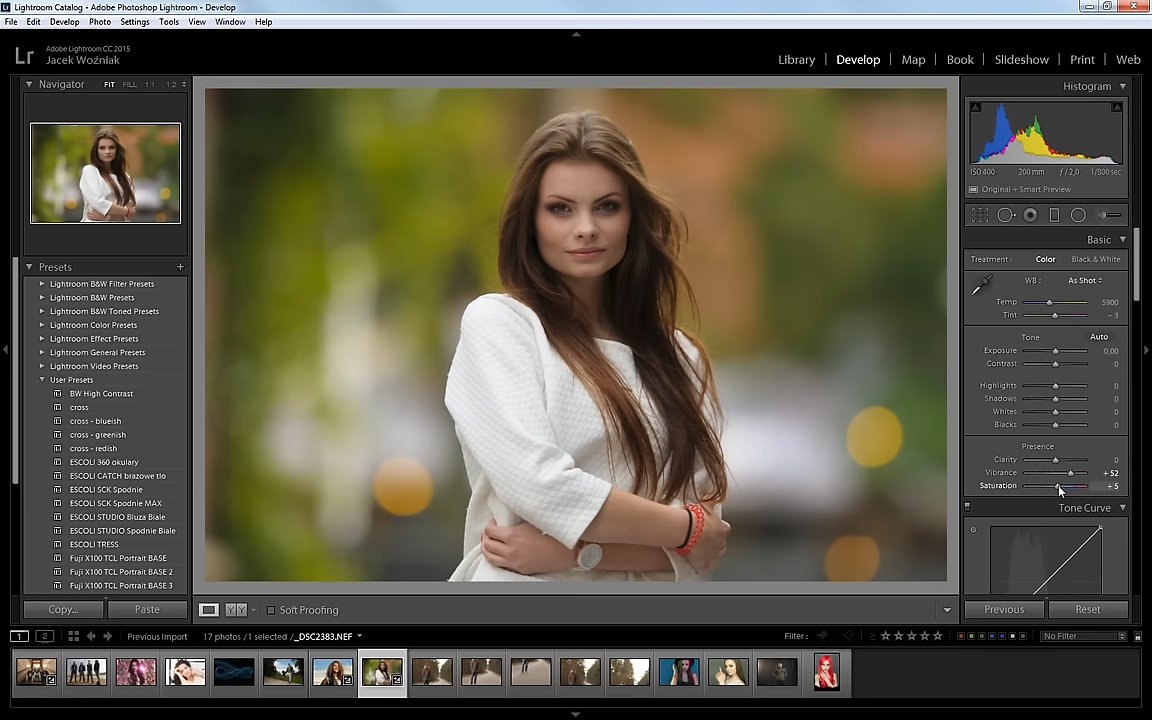 Lightroom Catalog - Adobe Photoshop Lightroom - Develop
File Edit Develop Photo Settings Tools View Window Help
Lr Adobe Lightroom CC 2015
Jacek Woźniak
Library | Develop | Map | Book | Slideshow | Print | Web
Navigator FIT FILL 1:1 1:2
Presets +
Lightroom B&W Filter Presets
Lightroom B&W Presets
Lightroom B&W Toned Presets
Lightroom Color Presets
Lightroom Effect Presets
Lightroom General Presets
Lightroom Video Presets
User Presets
BW High Contrast
cross
cross - blueish
cross - greenish
cross - redish
ESCOLI 360 okulary
ESCOLI CATCH brazowe tlo
ESCOLI SCK Spodnie
ESCOLI SCK Spodnie MAX
ESCOLI STUDIO Bluza Biale
ESCOLI STUDIO Spodnie Biale
ESCOLI TRESS
Fuji X100 TCL Portrait BASE
Fuji X100 TCL Portrait BASE 2
Fuji X100 TCL Portrait BASE 3
Copy... Paste
Histogram
ISO 400 200 mm ƒ / 2,0 1/800 sec
Original + Smart Preview
Basic
Treatment : Color Black & White
WB : As Shot
Temp 5900
Tint – 3
Tone Auto
Exposure 0,00
Contrast 0
Highlights 0
Shadows 0
Whites 0
Blacks 0
Presence
Clarity 0
Vibrance + 52
Saturation + 5
Tone Curve
Previous Reset
Y Y Soft Proofing
1 2 Previous Import 17 photos /1 selected /_DSC2383.NEF Filter : ≥ No Filter